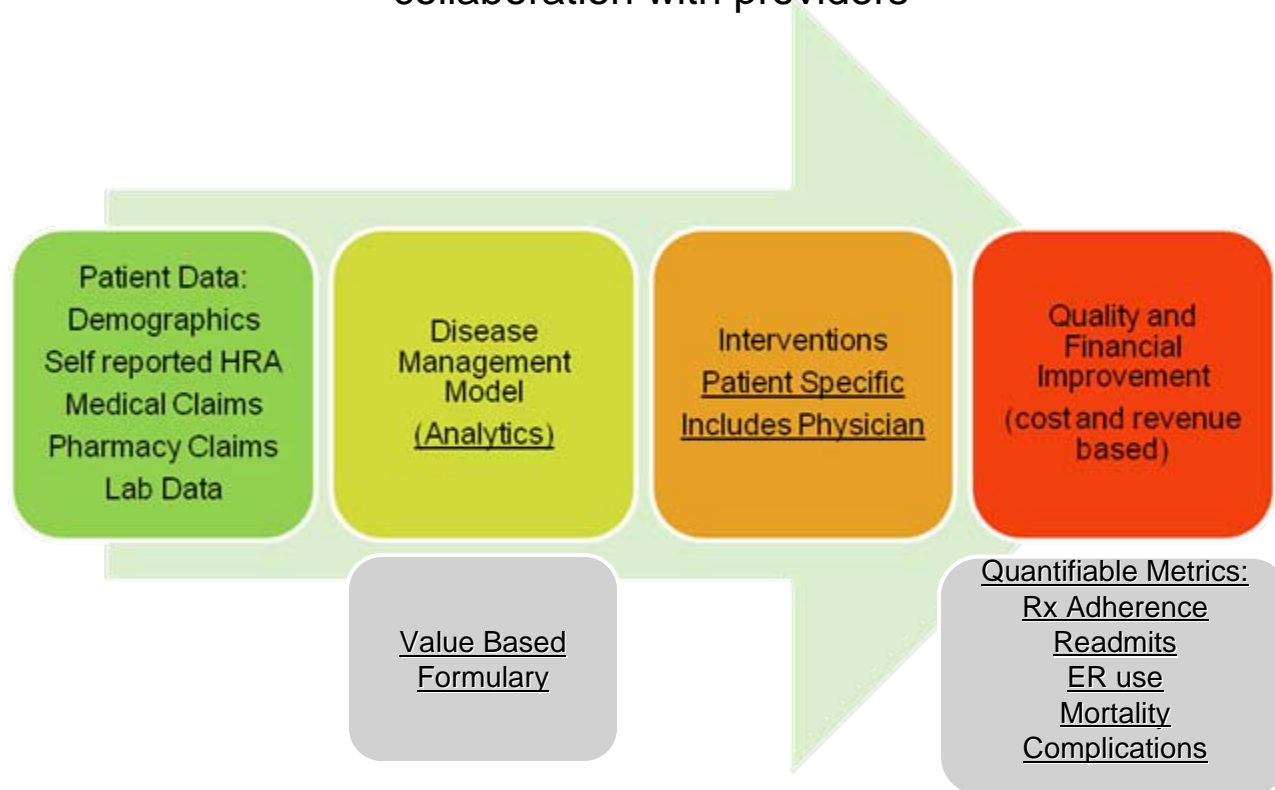 collaboration with providers
Patient Data:
Demographics
Self reported HRA
Medical Claims
Pharmacy Claims
Lab Data
Disease
Management
Model
(Analytics)
Interventions
Patient Specific
Includes Physician
Quality and
Financial
Improvement
(cost and revenue
based)
Value Based
Formulary
Quantifiable Metrics:
Rx Adherence
Readmits
ER use
Mortality
Complications